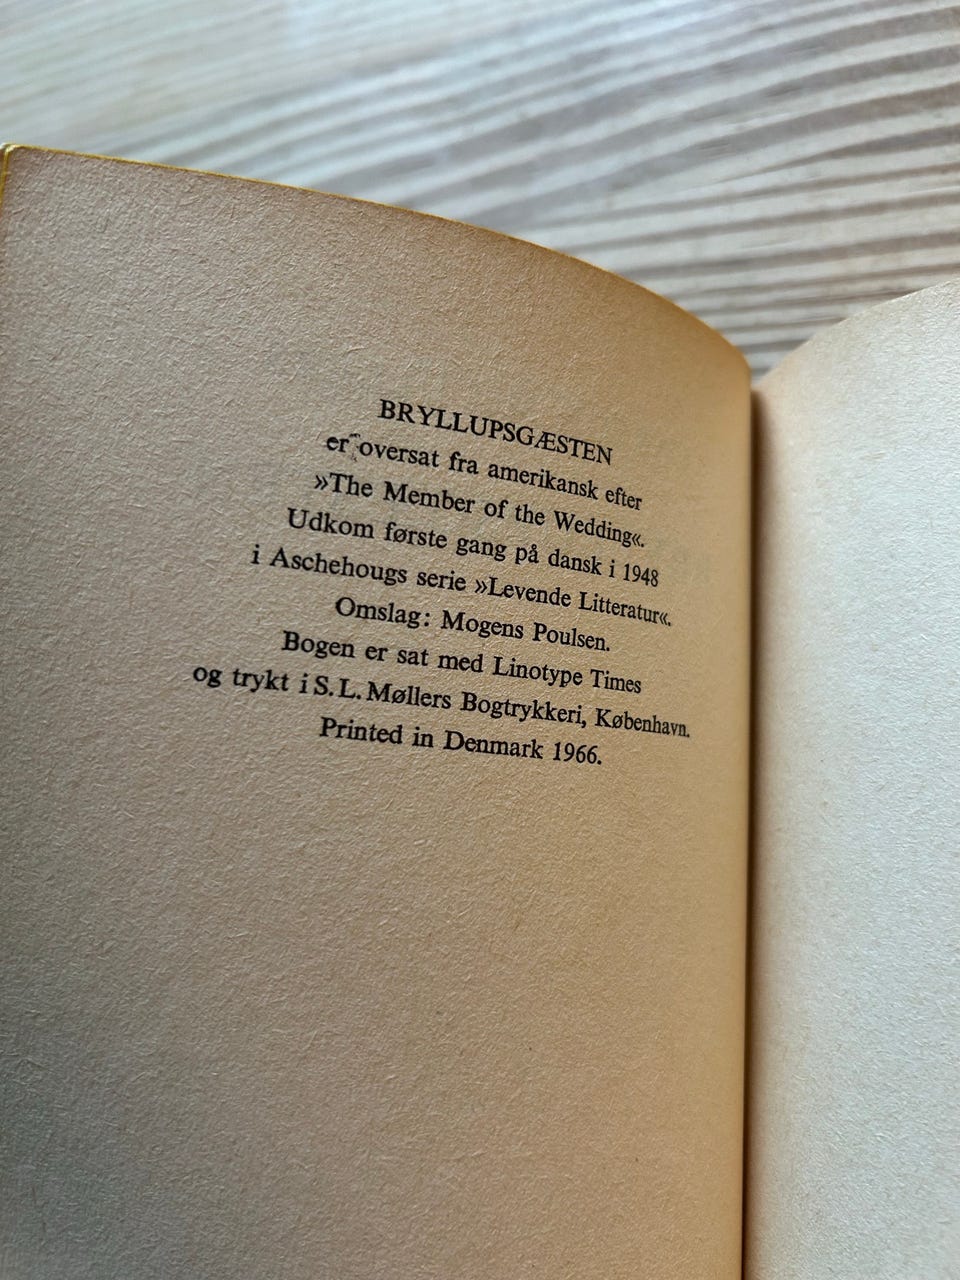 BRYLLUPSGÆSTEN
er oversat fra amerikansk efter
»The Member of the Wedding«.
Udkom første gang på dansk i 1948
i Aschehougs serie »Levende Litteratur«.
Omslag: Mogens Poulsen.
Bogen er sat med Linotype Times
og trykt i S. L. Møllers Bogtrykkeri, København.
Printed in Denmark 1966.